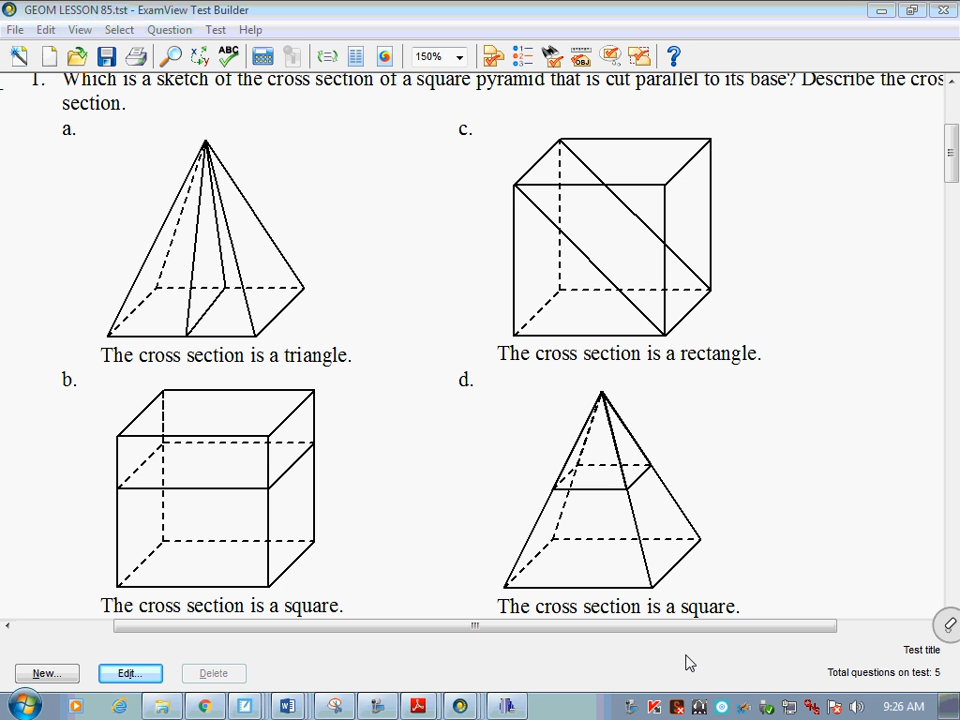 GEOM LESSON 85.tst - ExamView Test Builder
File Edit View Select Question Test Help
ABC 150% OBJ ?
1. Which is a sketch of the cross section of a square pyramid that is cut parallel to its base? Describe the cros
section.
a. c.
The cross section is a triangle. The cross section is a rectangle.
b. d.
The cross section is a square. The cross section is a square.
Test title
New... Edit... Delete Total questions on test: 5
9:26 AM